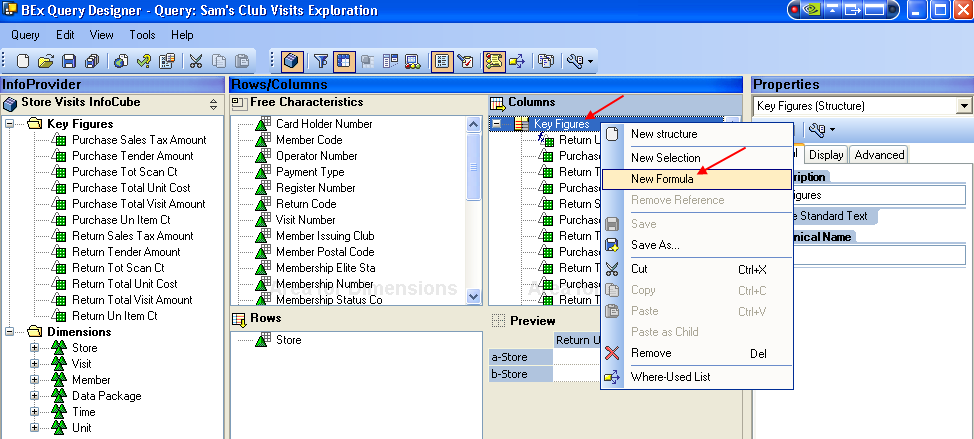 BEx Query Designer - Query: Sam's Club Visits Exploration
Query Edit View Tools Help
InfoProvider
Store Visits InfoCube
Key Figures
Purchase Sales Tax Amount
Purchase Tender Amount
Purchase Tot Scan Ct
Purchase Total Unit Cost
Purchase Total Visit Amount
Purchase Un Item Ct
Return Sales Tax Amount
Return Tender Amount
Return Tot Scan Ct
Return Total Unit Cost
Return Total Visit Amount
Return Un Item Ct
Dimensions
Store
Visit
Member
Data Package
Time
Unit
Rows/Columns
Free Characteristics
Card Holder Number
Member Code
Operator Number
Payment Type
Register Number
Refund Code
Visit Number
Member Issuing Club
Member Postal Code
Membership Elite Sta
Membership Number
Membership Status Co
Dimensions
Rows
Store
Columns
Key Figures
Return U
Return
Return
Purchas
Return
Purchas
Return
Purchas
Return
Purchas
Return T
Preview
Return U
a-Store
b-Store
New structure
New Selection
New Formula
Remove Reference
Save
Save As...
Cut Ctrl+X
Copy Ctrl+C
Paste Ctrl+V
Paste as Child
Remove Del
Where-Used List
Properties
Key Figures (Structure)
Display Advanced
ription
igures
e Standard Text
nical Name